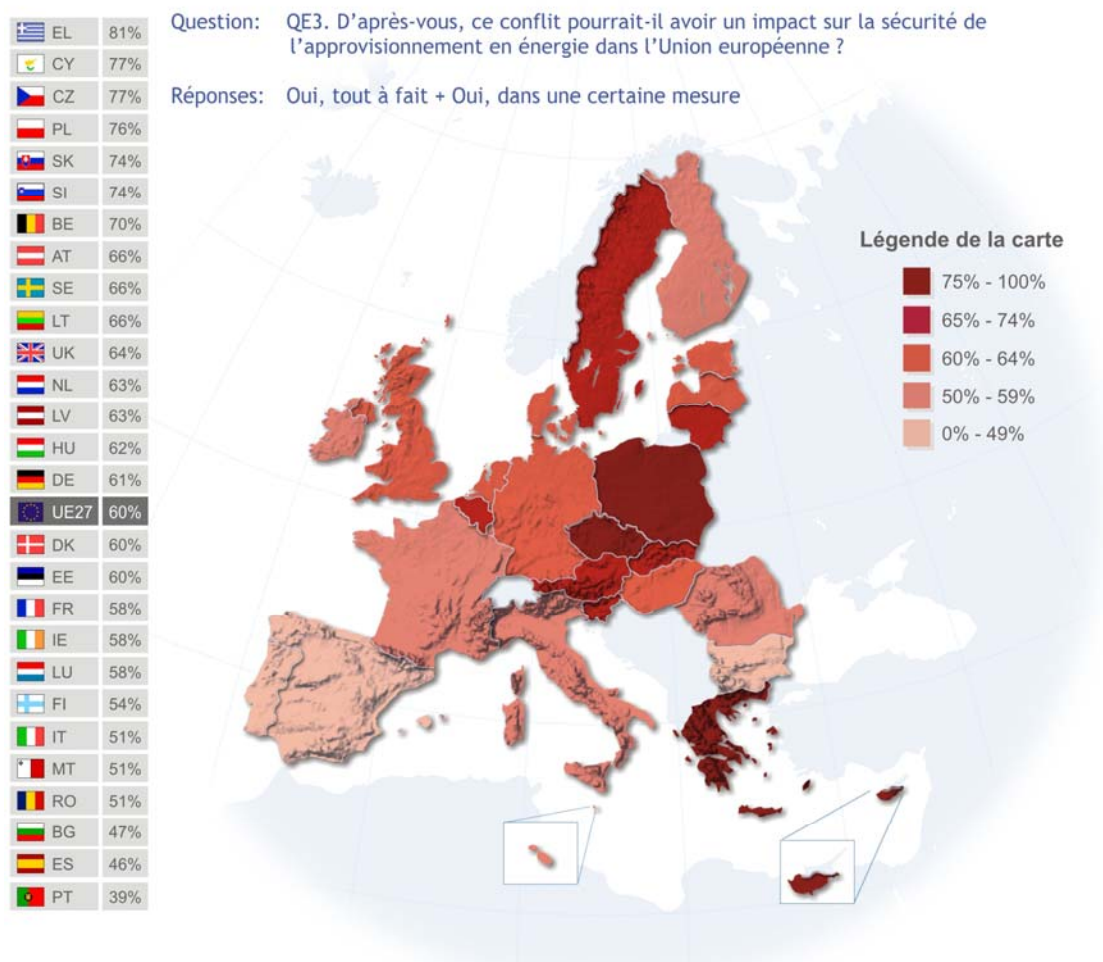 Question: QE3. D’après-vous, ce conflit pourrait-il avoir un impact sur la sécurité de
l’approvisionnement en énergie dans l’Union européenne ?
Réponses: Oui, tout à fait + Oui, dans une certaine mesure
EL 81%
CY 77%
CZ 77%
PL 76%
SK 74%
SI 74%
BE 70%
AT 66%
SE 66%
LT 66%
UK 64%
NL 63%
LV 63%
HU 62%
DE 61%
UE27 60%
DK 60%
EE 60%
FR 58%
IE 58%
LU 58%
FI 54%
IT 51%
MT 51%
RO 51%
BG 47%
ES 46%
PT 39%
Légende de la carte
75% - 100%
65% - 74%
60% - 64%
50% - 59%
0% - 49%